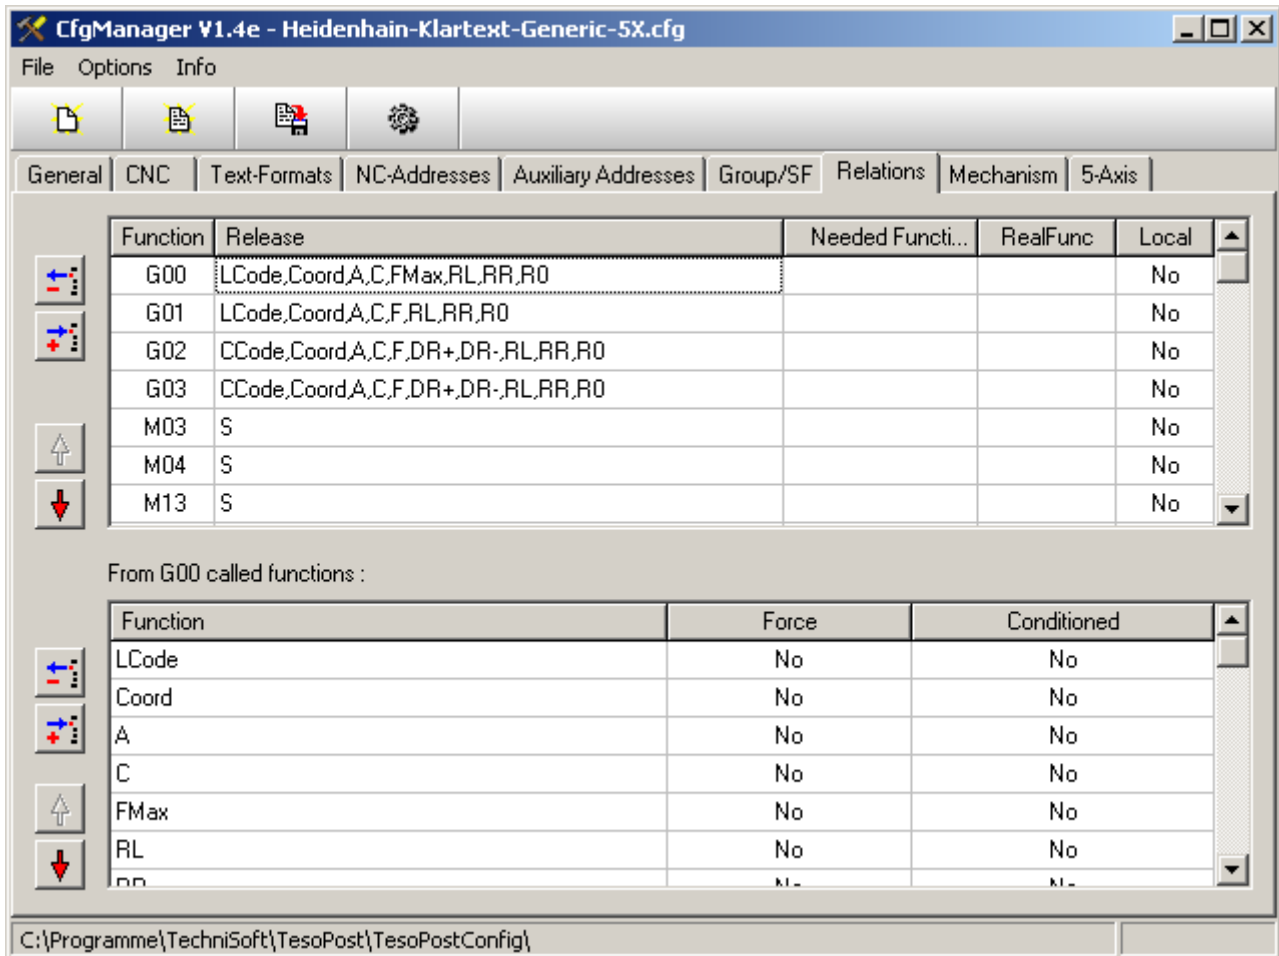 CfgManager V1.4e - Heidenhain-Klartext-Generic-5X.cfg
File Options Info
General CNC Text-Formats NC-Addresses Auxiliary Addresses Group/SF Relations Mechanism 5-Axis
Function Release Needed Functi... RealFunc Local
G00 LCode,Coord,A,C,FMax,RL,RR,R0 No
G01 LCode,Coord,A,C,F,RL,RR,R0 No
G02 CCode,Coord,A,C,F,DR+,DR-,RL,RR,R0 No
G03 CCode,Coord,A,C,F,DR+,DR-,RL,RR,R0 No
M03 S No
M04 S No
M13 S No
From G00 called functions :
Function Force Conditioned
LCode No No
Coord No No
A No No
C No No
FMax No No
RL No No
C:\Programme\TechniSoft\TesoPost\TesoPostConfig\